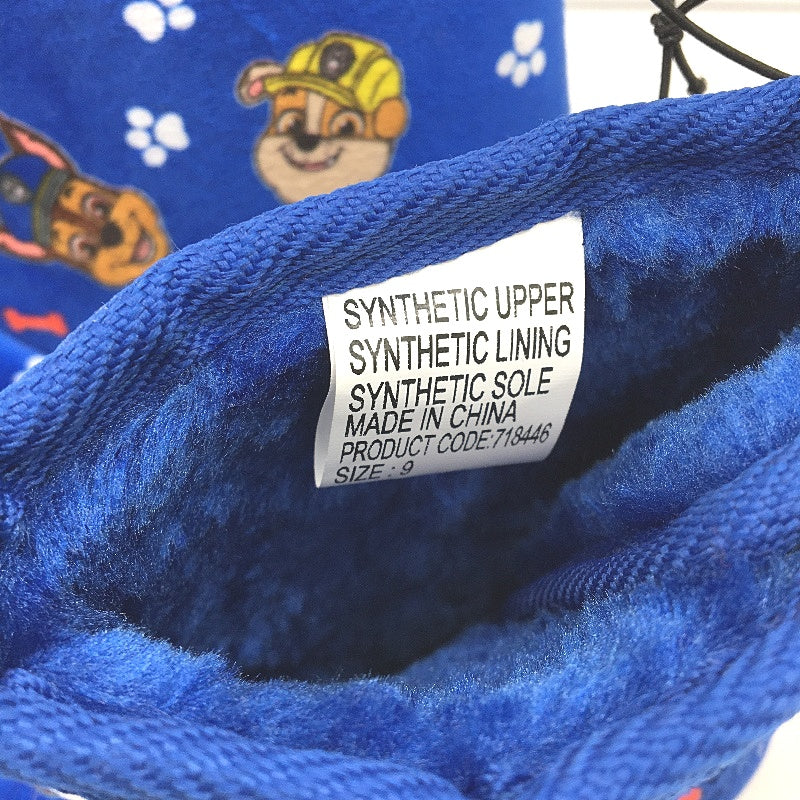 SYNTHETIC UPPER
SYNTHETIC LINING
SYNTHETIC SOLE
MADE IN CHINA
PRODUCT CODE:718446
SIZE : 9